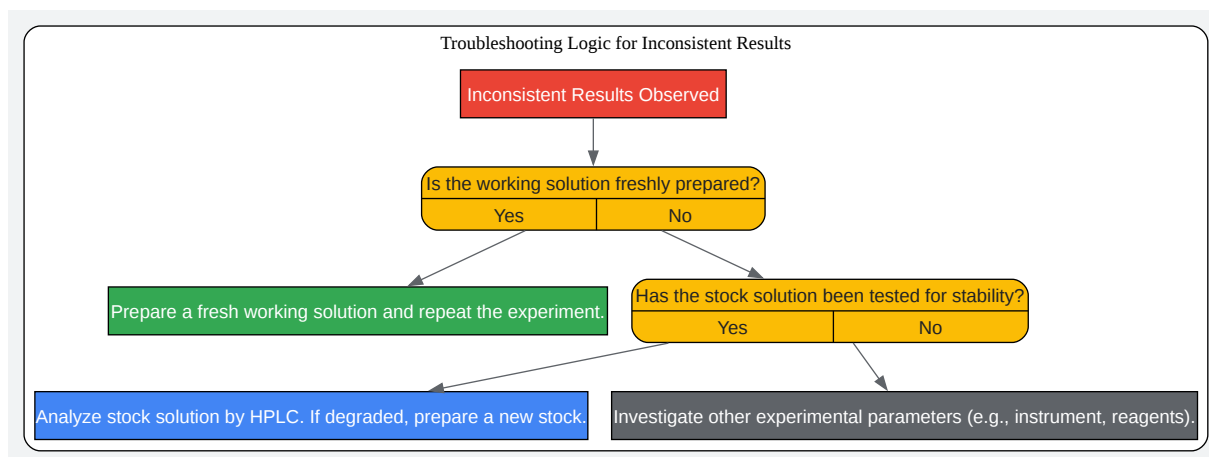 Troubleshooting Logic for Inconsistent Results
Inconsistent Results Observed
Is the working solution freshly prepared?
Yes
No
Prepare a fresh working solution and repeat the experiment.
Has the stock solution been tested for stability?
Yes
No
Analyze stock solution by HPLC. If degraded, prepare a new stock.
Investigate other experimental parameters (e.g., instrument, reagents).